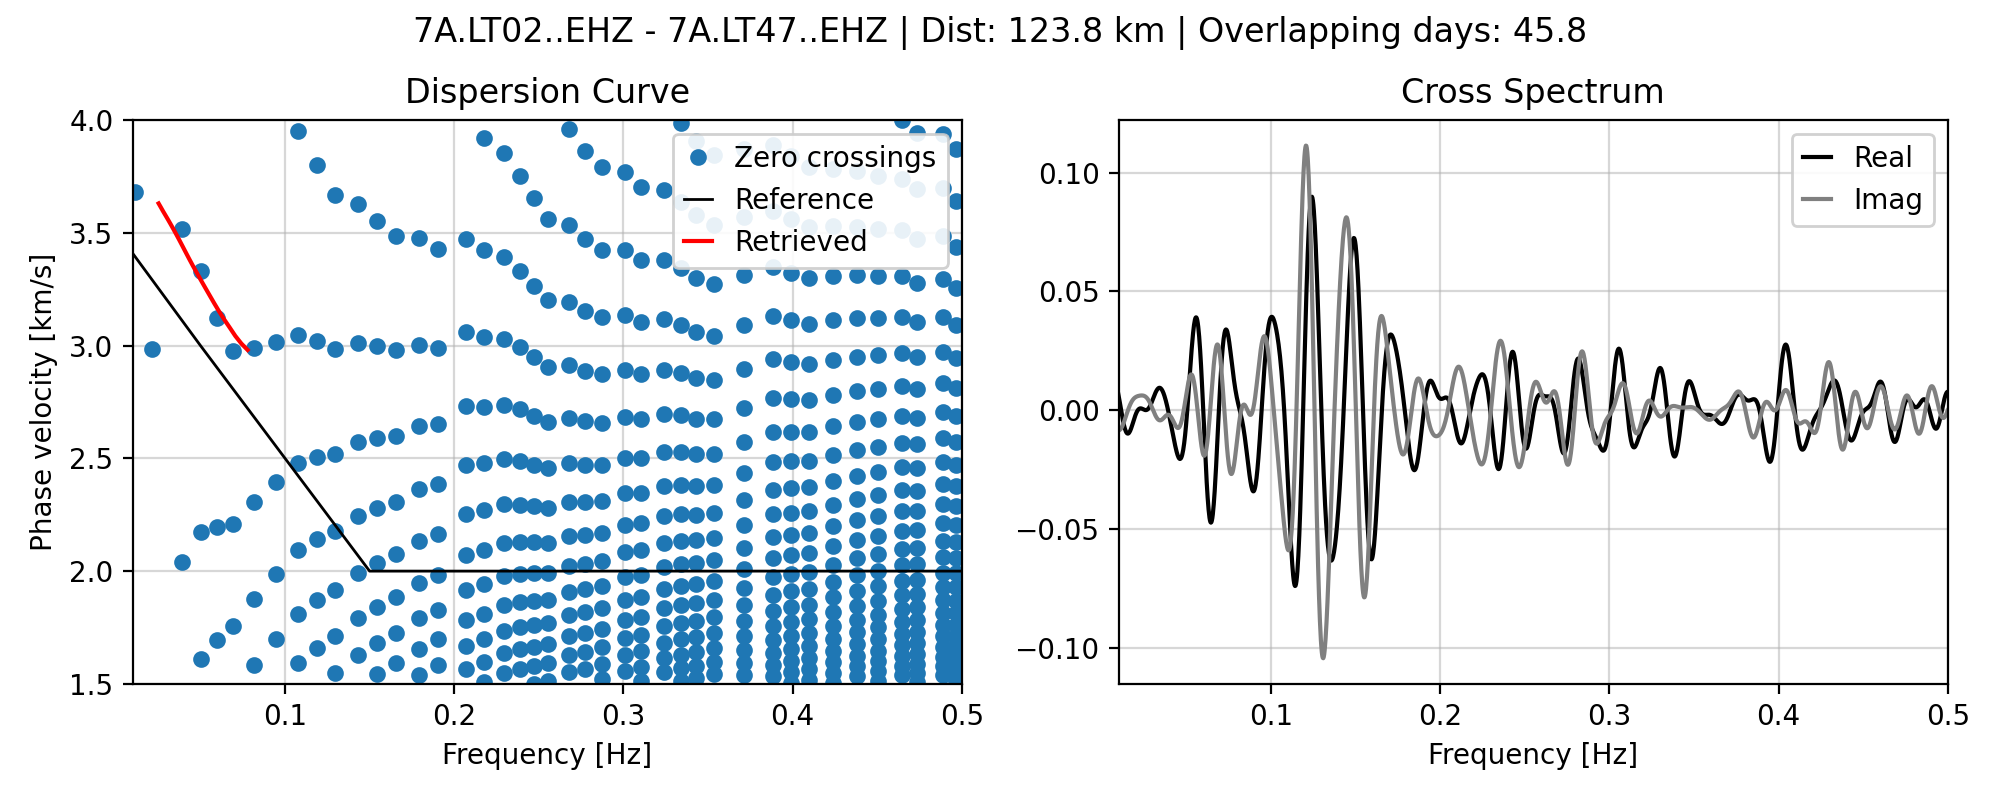 7A.LT02..EHZ - 7A.LT47..EHZ | Dist: 123.8 km | Overlapping days: 45.8
Dispersion Curve
4.0
3.5
3.0
2.5
2.0
1.5
Phase velocity [km/s]
0.1
0.2
0.3
0.4
0.5
Frequency [Hz]
Zero crossings
Reference
Retrieved
Cross Spectrum
0.10
0.05
0.00
−0.05
−0.10
0.1
0.2
0.3
0.4
0.5
Frequency [Hz]
Real
Imag